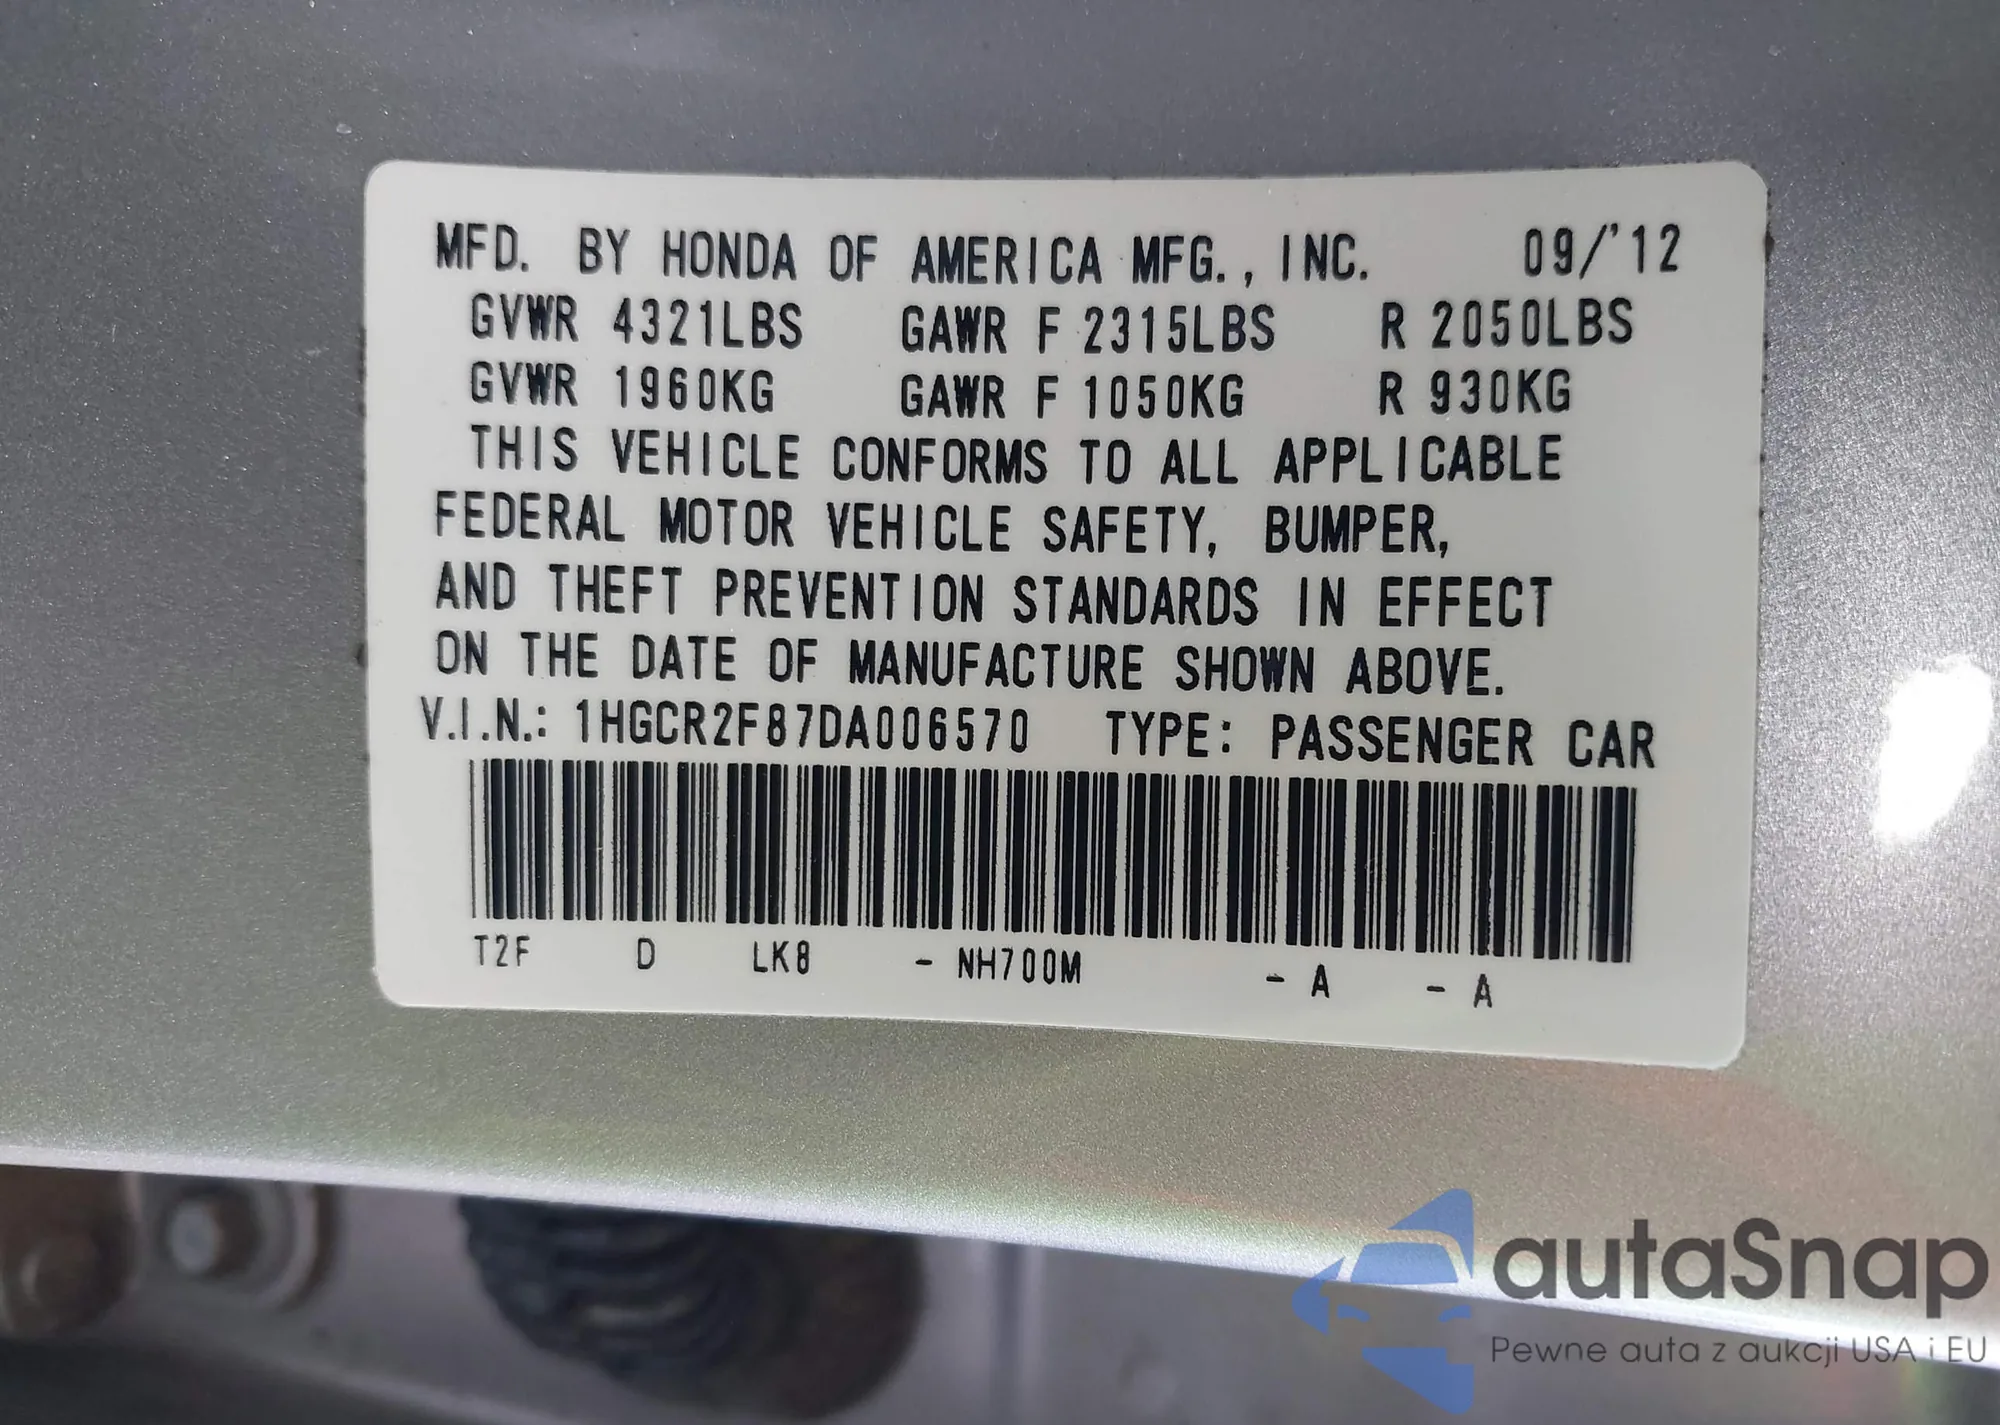 MFD. BY HONDA OF AMERICA MFG., INC. 09/'12
GVWR 4321LBS GAWR F 2315LBS R 2050LBS
GVWR 1960KG GAWR F 1050KG R 930KG
THIS VEHICLE CONFORMS TO ALL APPLICABLE
FEDERAL MOTOR VEHICLE SAFETY, BUMPER,
AND THEFT PREVENTION STANDARDS IN EFFECT
ON THE DATE OF MANUFACTURE SHOWN ABOVE.
V.I.N.: 1HGCR2F87DA006570 TYPE: PASSENGER CAR
T2F D LK8 - NH700M - A - A
autaSnap
Pewne auta z aukcji USA i EU